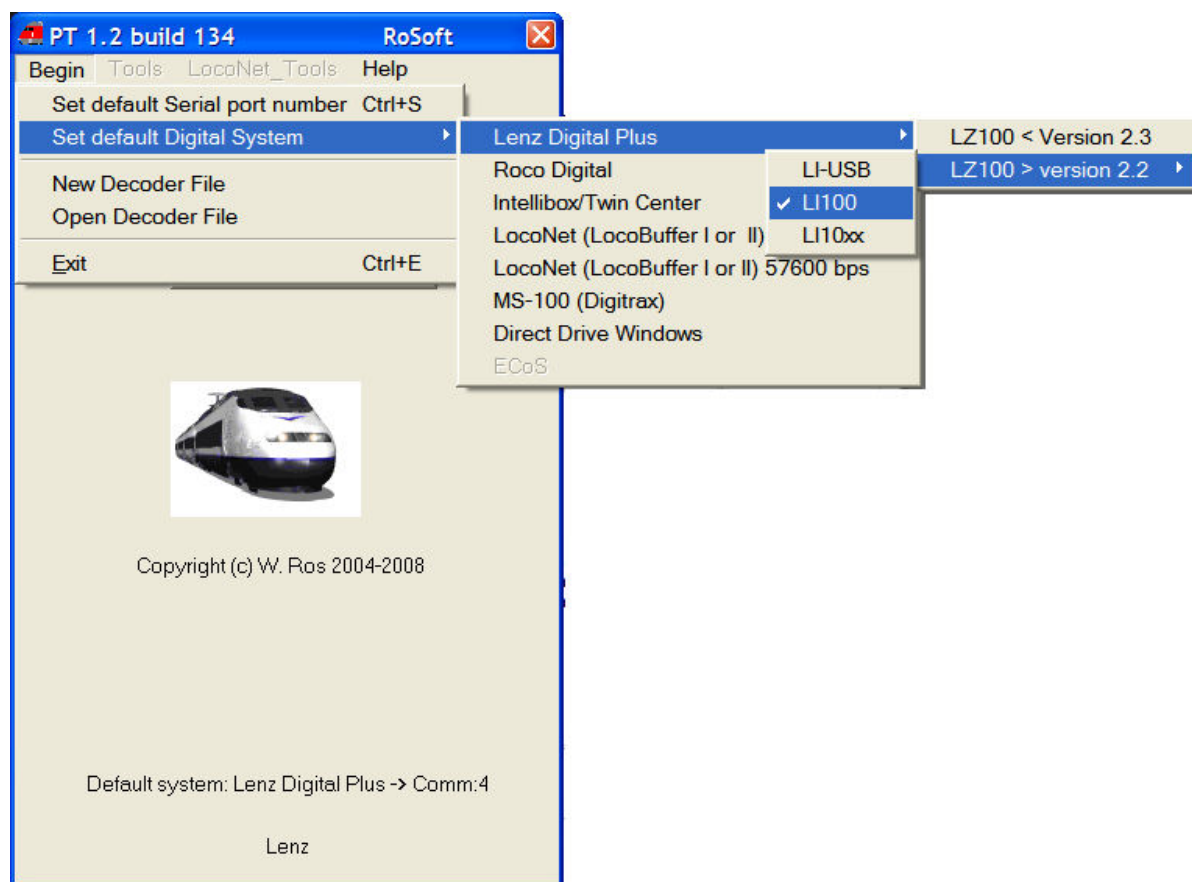 PT 1.2 build 134 RoSoft
Begin Tools LocoNet_Tools Help
Set default Serial port number Ctrl+S
Set default Digital System
New Decoder File
Open Decoder File
Exit Ctrl+E
Lenz Digital Plus
Roco Digital
Intellibox/Twin Center
LocoNet (LocoBuffer I or II)
LocoNet (LocoBuffer I or II) 57600 bps
MS-100 (Digitrax)
Direct Drive Windows
ECoS
LZ100 < Version 2.3
LZ100 > version 2.2
LI-USB
LI100
LI10xx
Copyright (c) W. Ros 2004-2008
Default system: Lenz Digital Plus -> Comm:4
Lenz